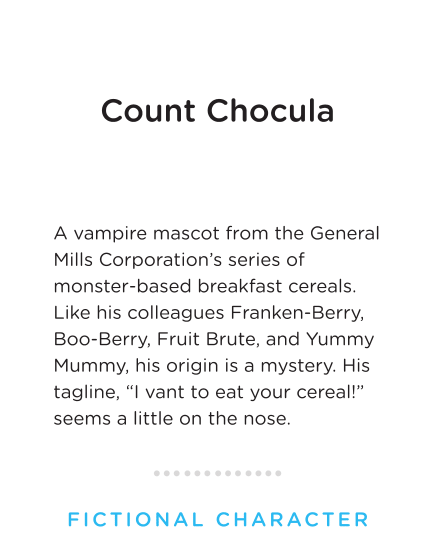 Count Chocula
A vampire mascot from the General
Mills Corporation’s series of
monster-based breakfast cereals.
Like his colleagues Franken-Berry,
Boo-Berry, Fruit Brute, and Yummy
Mummy, his origin is a mystery. His
tagline, “I vant to eat your cereal!”
seems a little on the nose.
FICTIONAL CHARACTER